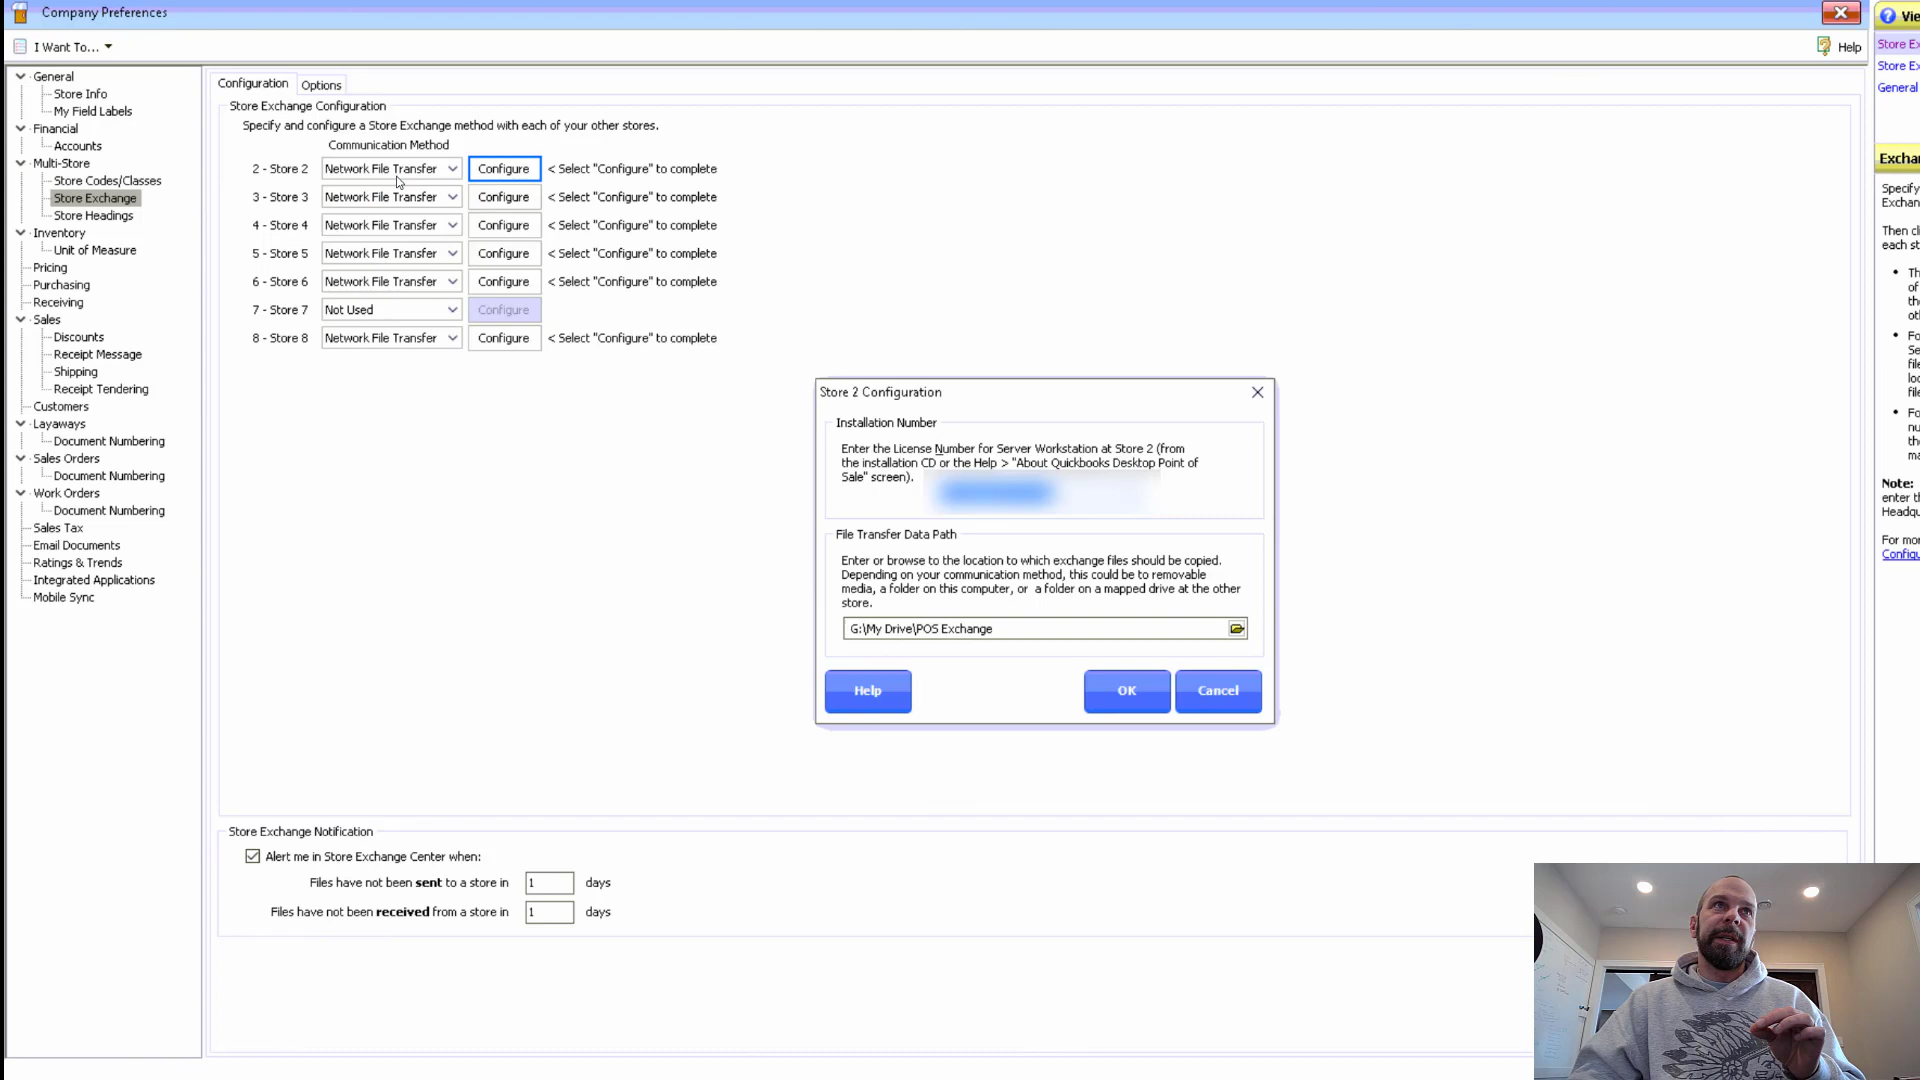 Company Preferences
I Want To...
Help
General
Store Info
My Field Labels
Financial
Accounts
Multi-Store
Store Codes/Classes
Store Exchange
Store Headings
Inventory
Unit of Measure
Pricing
Purchasing
Receiving
Sales
Discounts
Receipt Message
Shipping
Receipt Tendering
Customers
Layaways
Document Numbering
Sales Orders
Document Numbering
Work Orders
Document Numbering
Sales Tax
Email Documents
Ratings & Trends
Integrated Applications
Mobile Sync
Configuration
Options
Store Exchange Configuration
Specify and configure a Store Exchange method with each of your other stores.
Communication Method
2 - Store 2 Network File Transfer Configure < Select "Configure" to complete
3 - Store 3 Network File Transfer Configure < Select "Configure" to complete
4 - Store 4 Network File Transfer Configure < Select "Configure" to complete
5 - Store 5 Network File Transfer Configure < Select "Configure" to complete
6 - Store 6 Network File Transfer Configure < Select "Configure" to complete
7 - Store 7 Not Used Configure
8 - Store 8 Network File Transfer Configure < Select "Configure" to complete
Store 2 Configuration
Installation Number
Enter the License Number for Server Workstation at Store 2 (from
the installation CD or the Help > "About Quickbooks Desktop Point of
Sale" screen).
File Transfer Data Path
Enter or browse to the location to which exchange files should be copied.
Depending on your communication method, this could be to removable
media, a folder on this computer, or a folder on a mapped drive at the other
store.
G:\My Drive\POS Exchange
Help
OK
Cancel
Store Exchange Notification
Alert me in Store Exchange Center when:
Files have not been sent to a store in 1 days
Files have not been received from a store in 1 days
Store
Store
General
Specify
Then
each
of
Note:
enter the
For